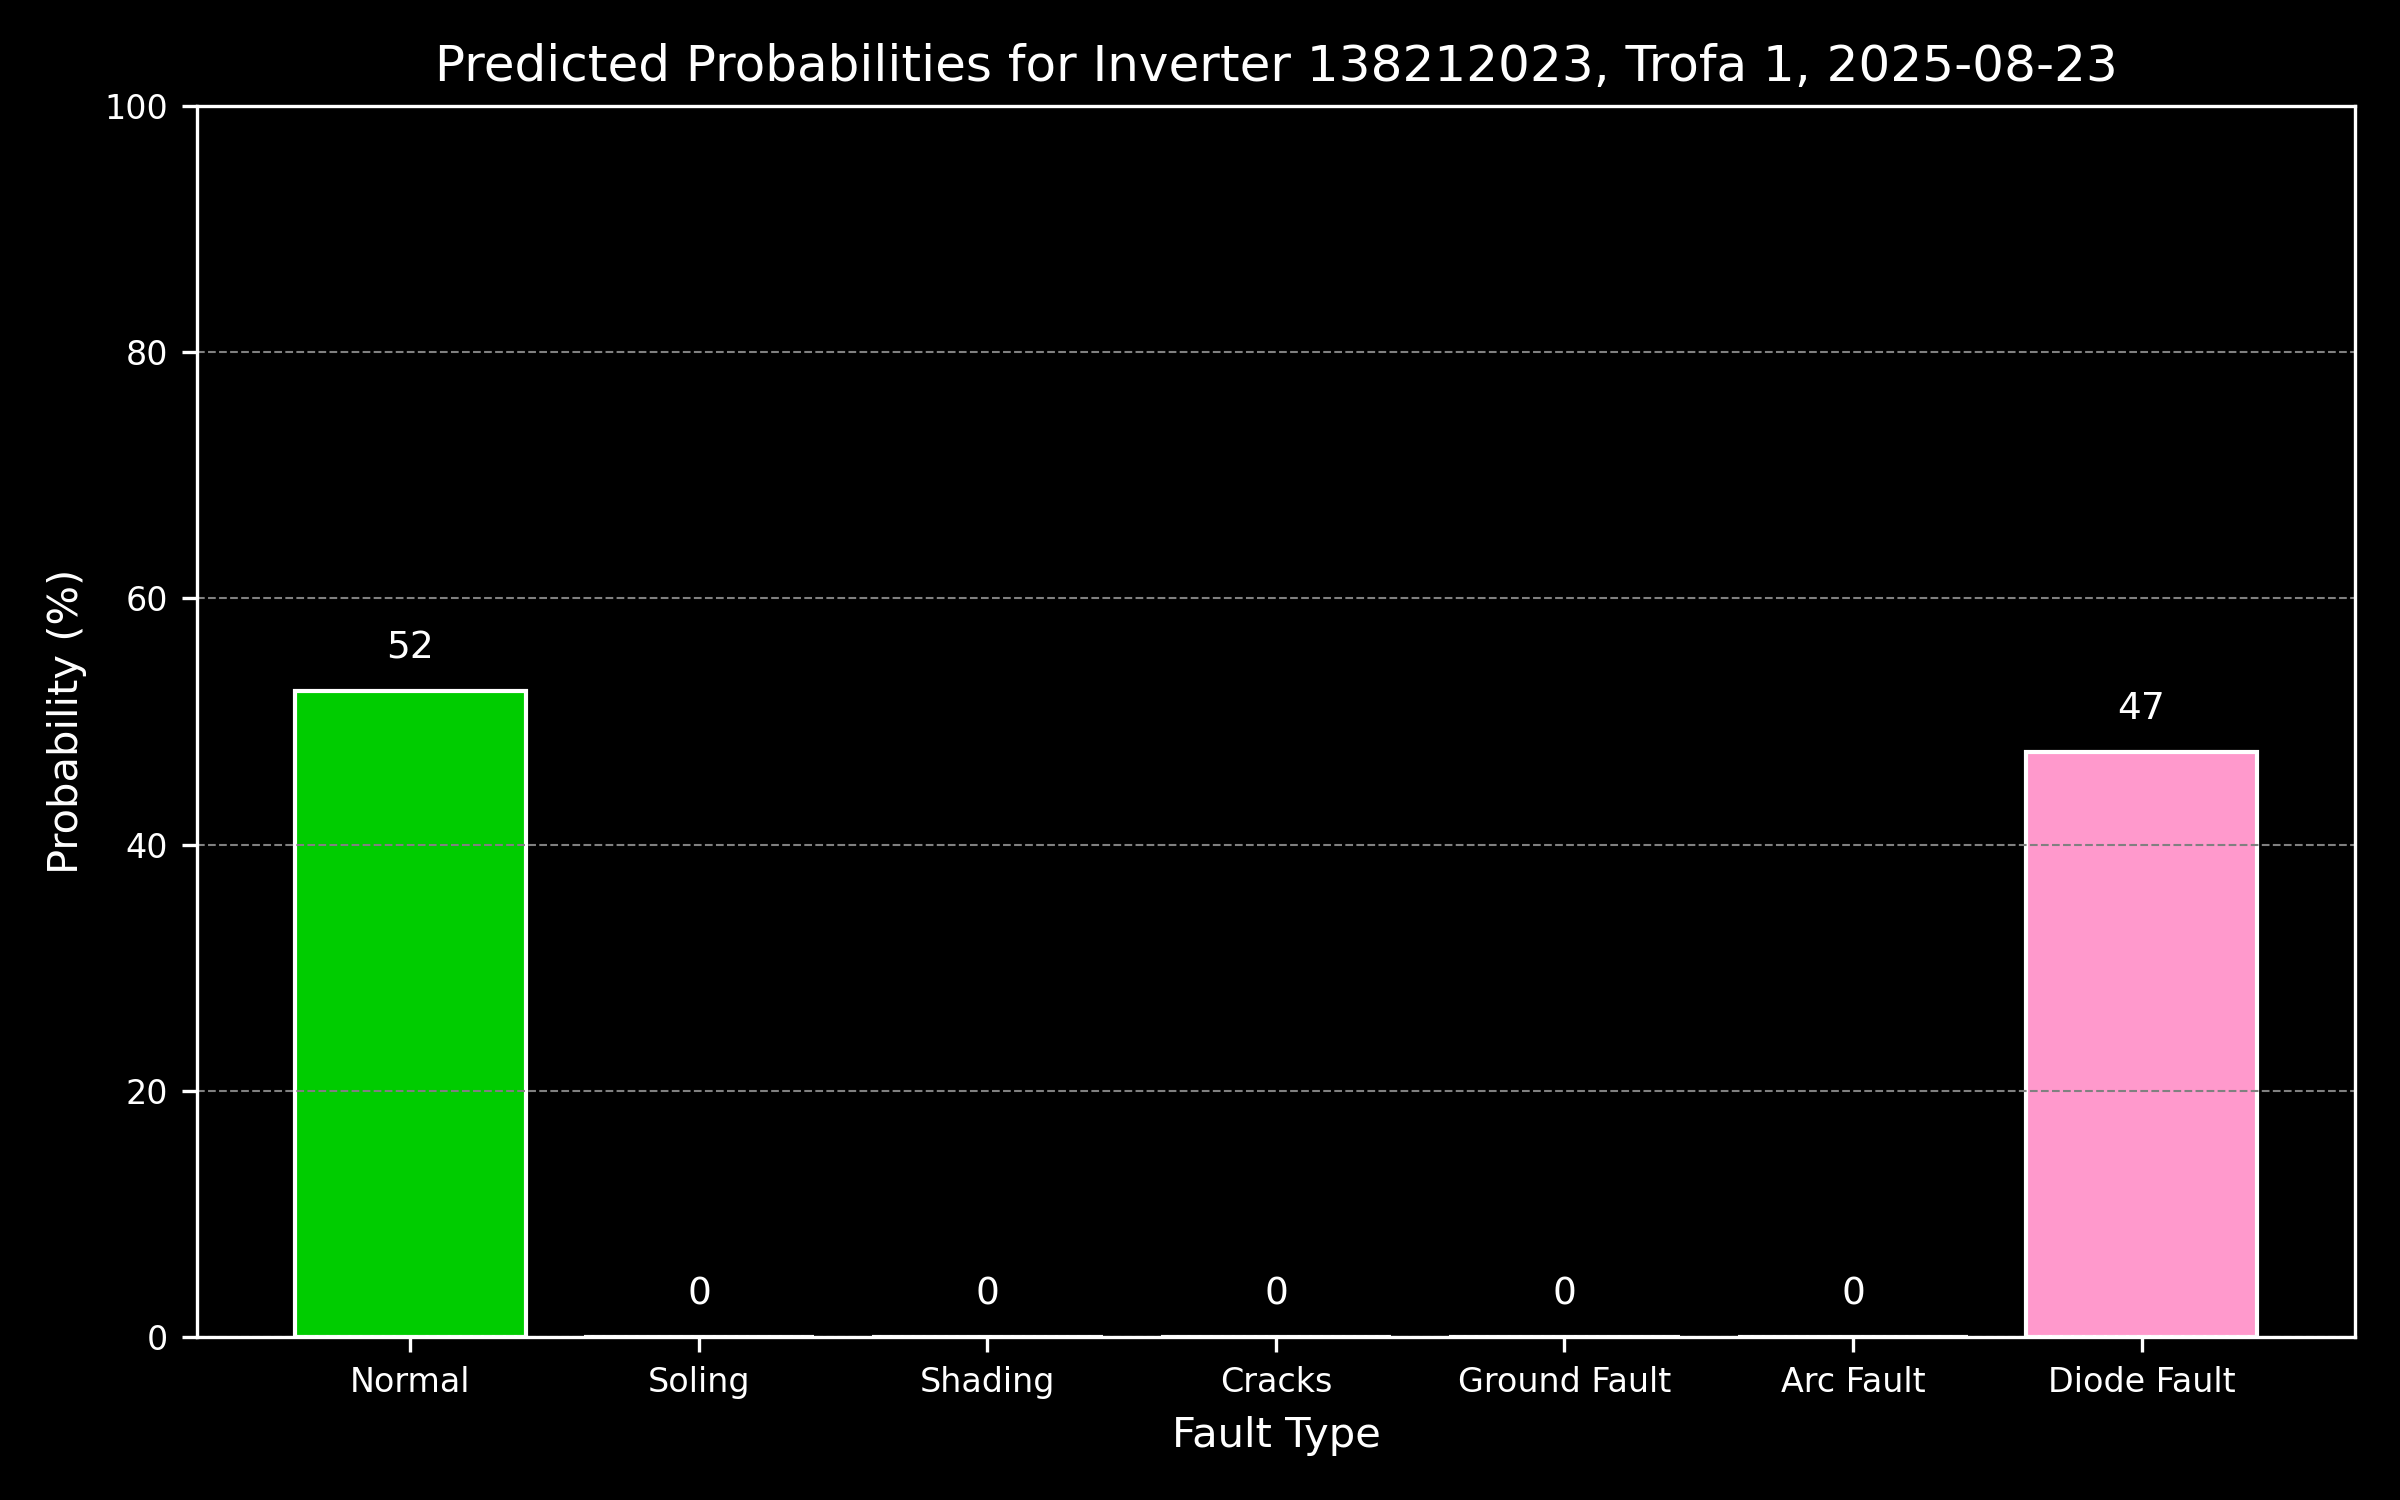 Predicted Probabilities for Inverter 138212023, Trofa 1, 2025-08-23
100
80
60
40
20
0
Probability (%)
52
0
0
0
0
0
47
Normal
Soling
Shading
Cracks
Ground Fault
Arc Fault
Diode Fault
Fault Type